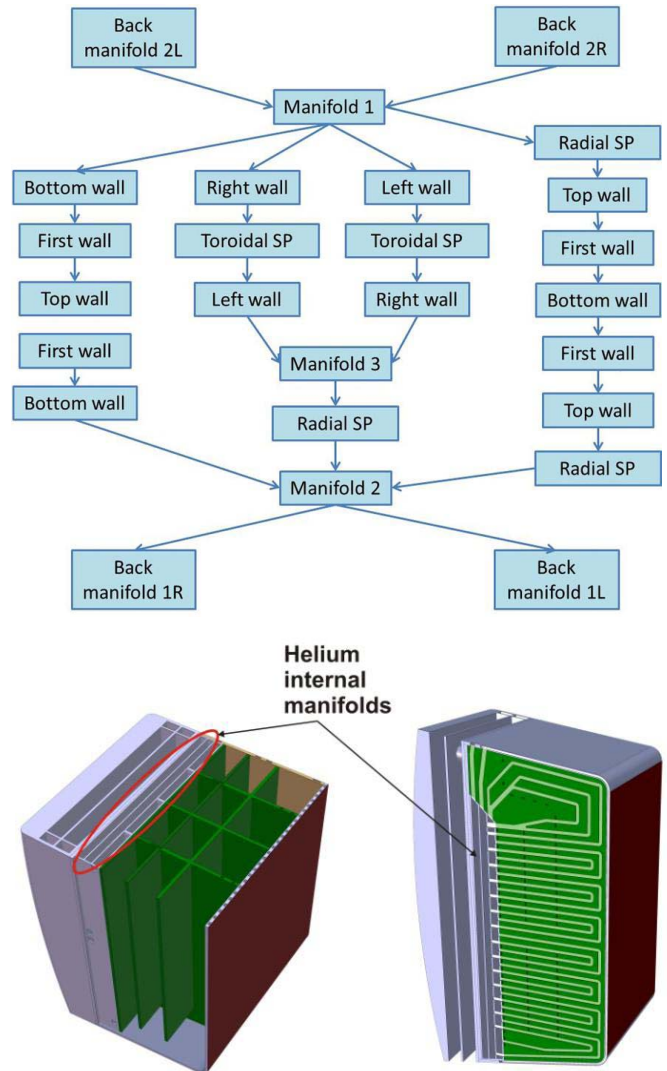 Back
manifold 2L
Back
manifold 2R
Manifold 1
Radial SP
Bottom wall
Right wall
Left wall
Top wall
First wall
Toroidal SP
Toroidal SP
First wall
Top wall
Left wall
Right wall
Bottom wall
First wall
Manifold 3
First wall
Bottom wall
Radial SP
Top wall
Manifold 2
Radial SP
Back
manifold 1R
Back
manifold 1L
Helium
internal
manifolds